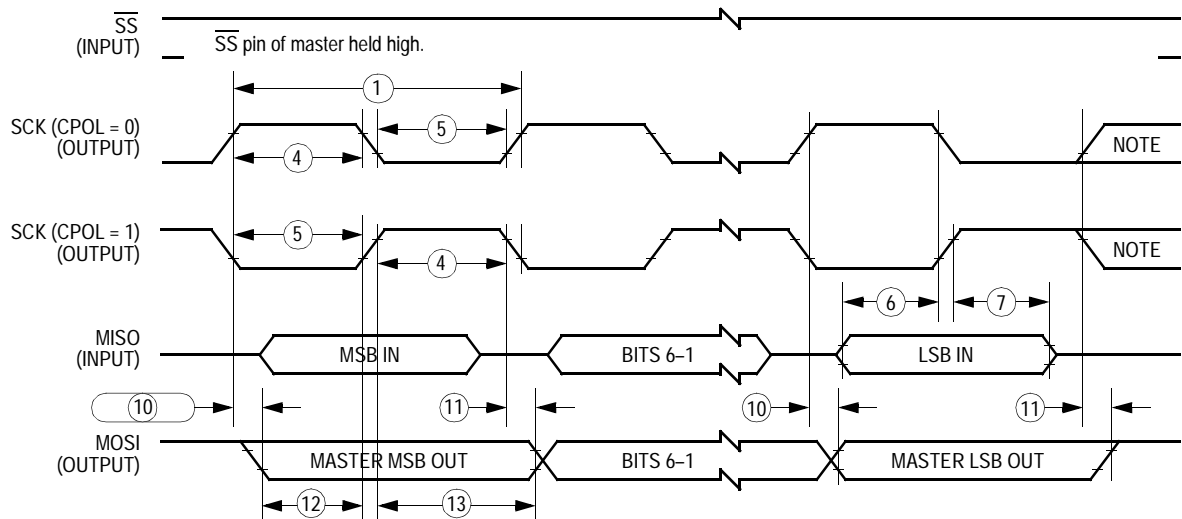 SS
(INPUT)
SS pin of master held high.
1
SCK (CPOL = 0)
(OUTPUT)
5
4
NOTE
SCK (CPOL = 1)
(OUTPUT)
5
4
NOTE
6
7
MISO
(INPUT)
MSB IN
BITS 6–1
LSB IN
10
11
10
11
MOSI
(OUTPUT)
MASTER MSB OUT
BITS 6–1
MASTER LSB OUT
12
13